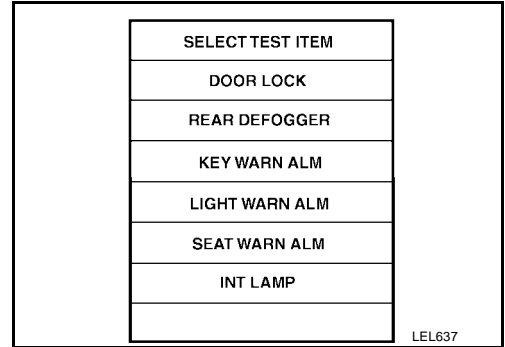 SELECT TEST ITEM
DOOR LOCK
REAR DEFOGGER
KEY WARN ALM
LIGHT WARN ALM
SEAT WARN ALM
INT LAMP
LEL637